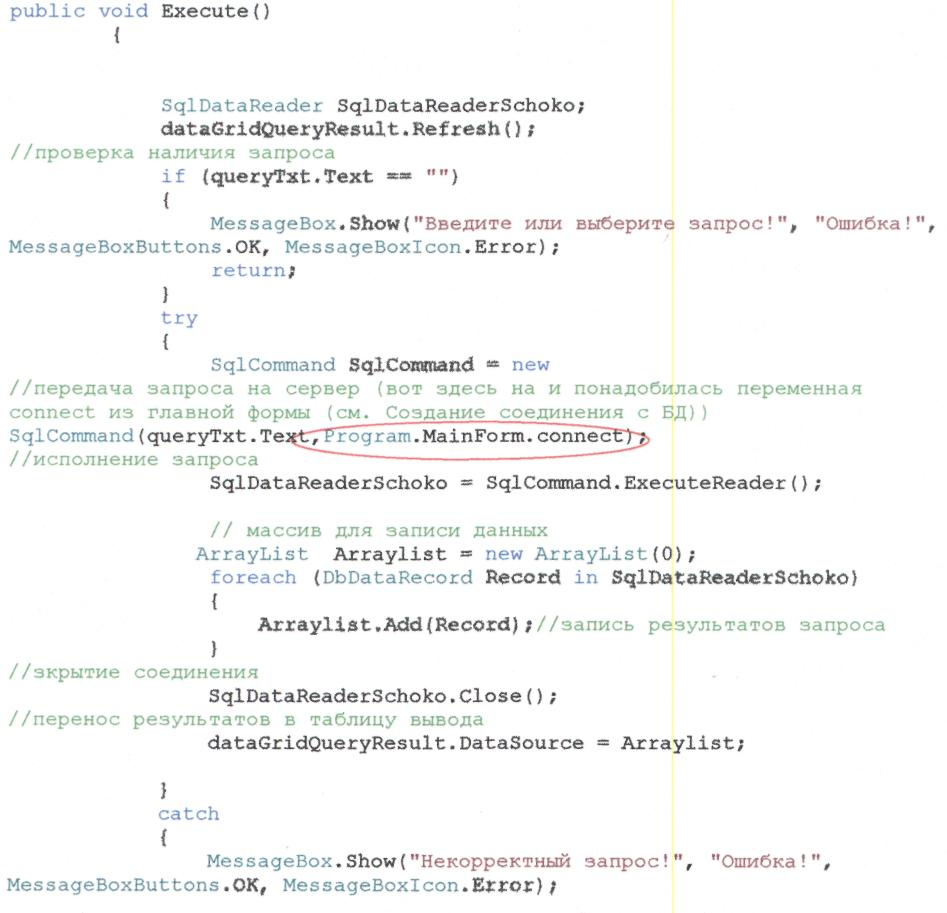 public void Execute()
{
SqlDataReader SqlDataReaderSchoko;
dataGridQueryResult.Refresh();
//проверка наличия запроса
if (queryTxt.Text == "")
{
MessageBox.Show("Введите или выберите запрос!", "Ошибка!",
MessageBoxButtons.OK, MessageBoxIcon.Error);
return;
}
try
{
SqlCommand SqlCommand = new
//передача запроса на сервер (вот здесь на и понадобилась переменная
connect из главной формы (см. Создание соединения с БД))
SqlCommand(queryTxt.Text,Program.MainForm.connect);
//исполнение запроса
SqlDataReaderSchoko = SqlCommand.ExecuteReader();
// массив для записи данных
ArrayList Arraylist = new ArrayList(0);
foreach (DbDataRecord Record in SqlDataReaderSchoko)
{
Arraylist.Add(Record);//запись результатов запроса
}
//зкрытие соединения
SqlDataReaderSchoko.Close();
//перенос результатов в таблицу вывода
dataGridQueryResult.DataSource = Arraylist;
}
catch
{
MessageBox.Show("Некорректный запрос!", "Ошибка!",
MessageBoxButtons.OK, MessageBoxIcon.Error);